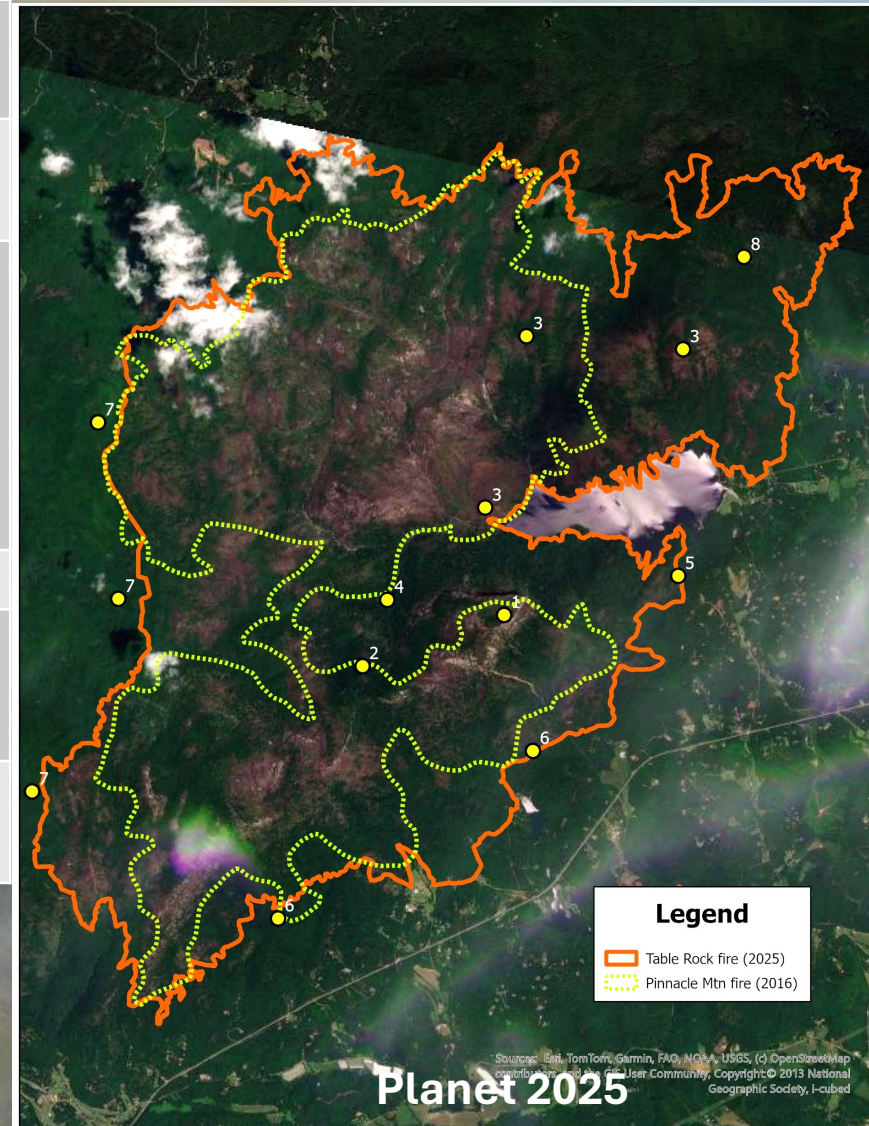 8
3
3
7
3
7
5
4
1
2
6
7
6
Legend
Table Rock fire (2025)
Pinnacle Mtn fire (2016)
Sources: Esri, TomTom, Garmin, FAO, NOAA, USGS, (c) OpenStreetMap
contributors, and the GIS User Community, Copyright:© 2013 National
Geographic Society, i-cubed
Planet 2025